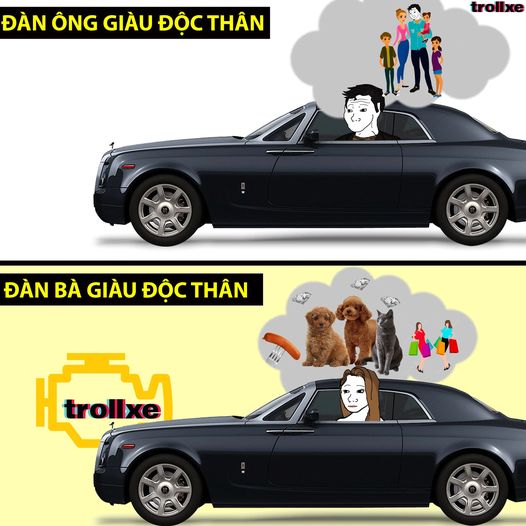 trollxe
ĐÀN ÔNG GIÀU ĐỘC THÂN
ĐÀN BÀ GIÀU ĐỘC THÂN
trollxe